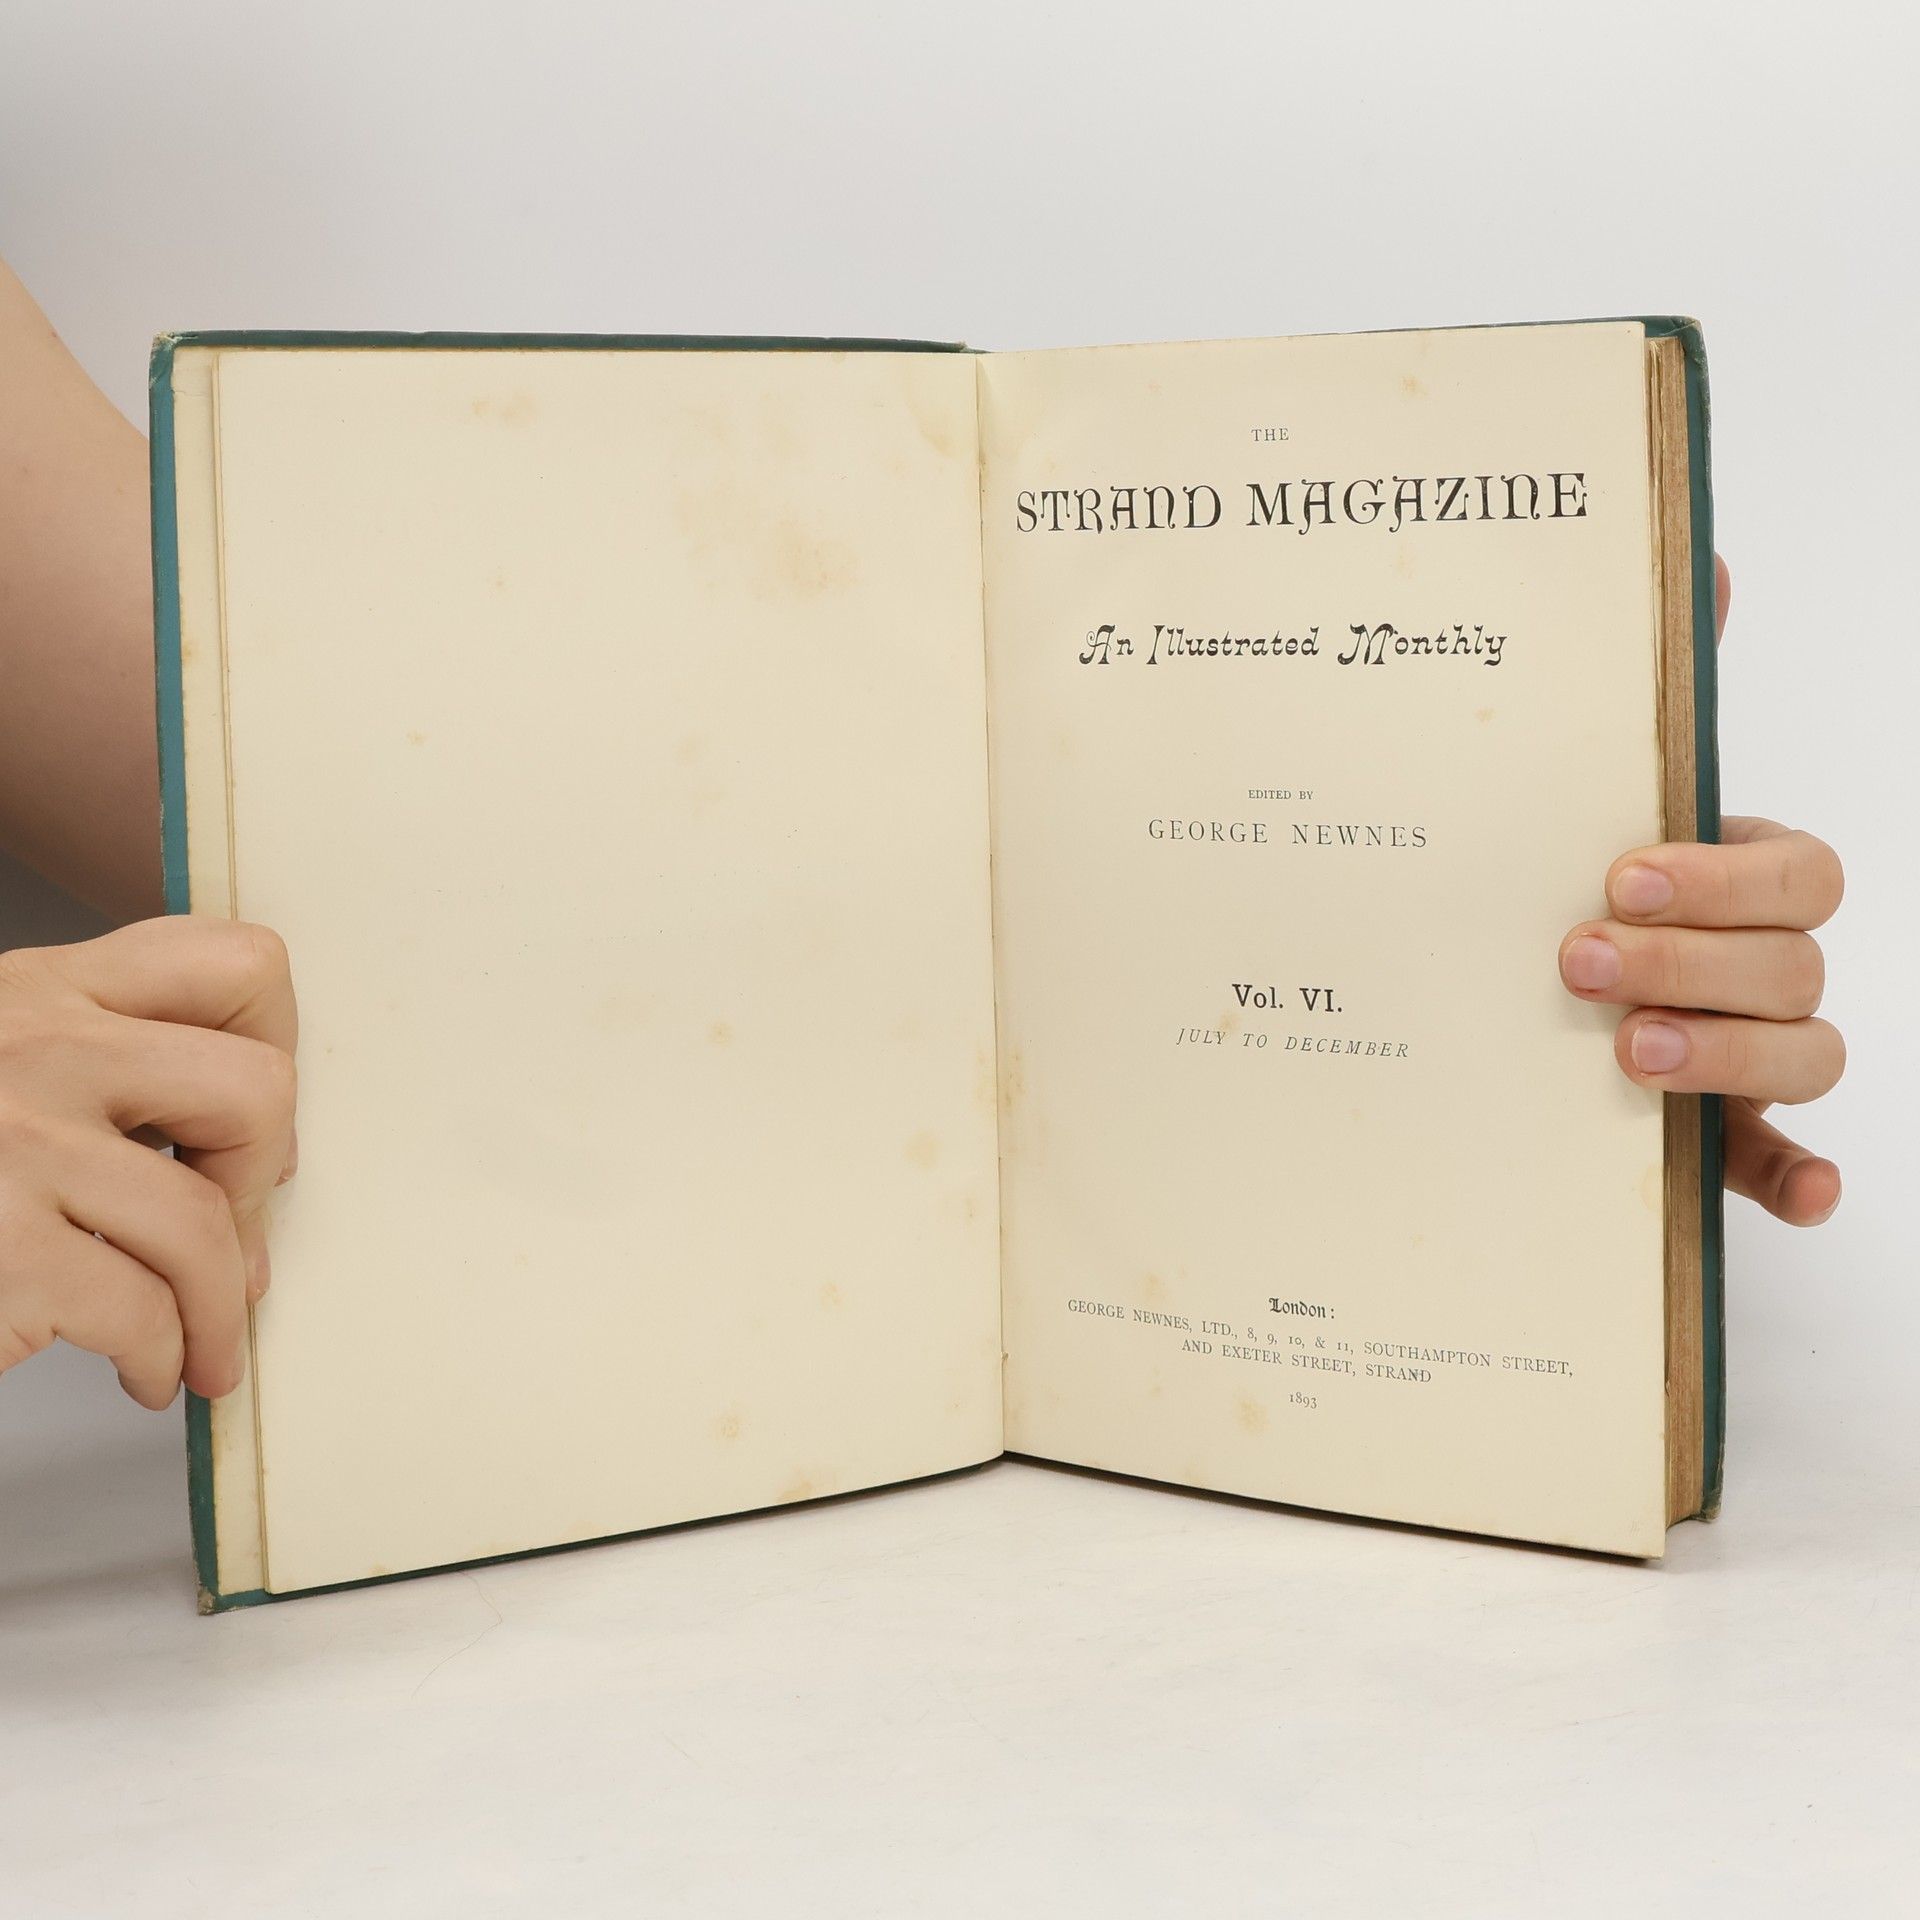 THE
STRAND MAGAZINE
An Illustrated Monthly
EDITED BY
GEORGE NEWNES
Vol. VI.
JULY TO DECEMBER
London:
GEORGE NEWNES, LTD., 8, 9, 10, & 11, SOUTHAMPTON STREET,
AND EXETER STREET, STRAND
1893